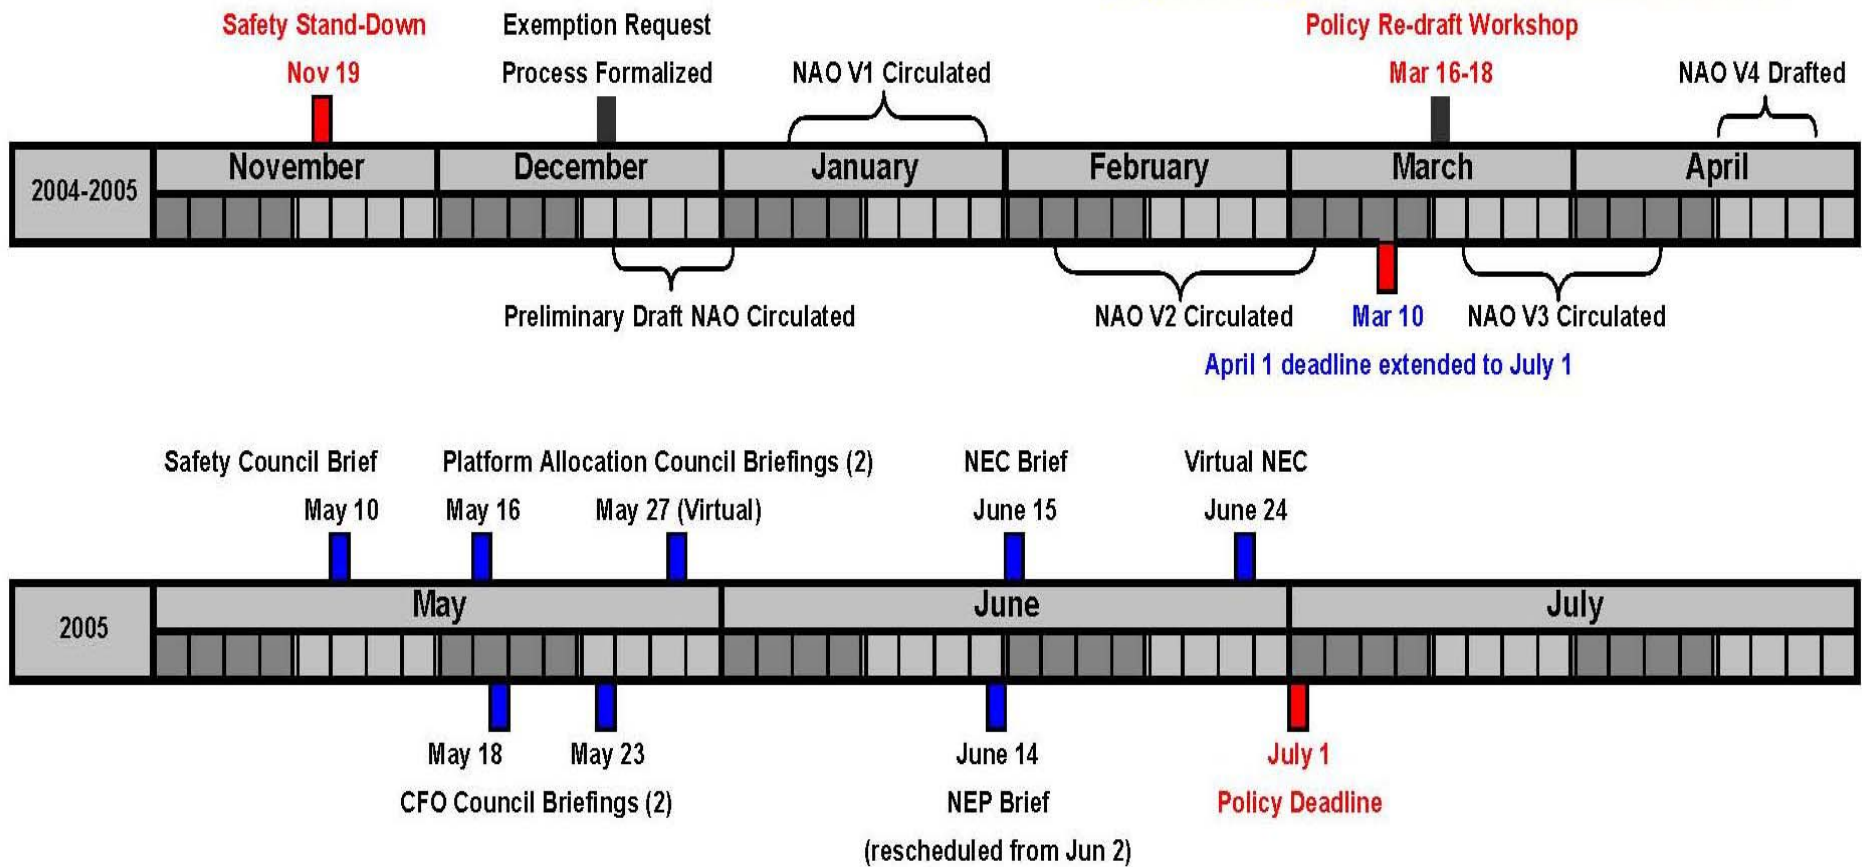 Safety Stand-Down
Nov 19
Exemption Request
Process Formalized
NAO V1 Circulated
Policy Re-draft Workshop
Mar 16-18
NAO V4 Drafted
2004-2005
November
December
January
February
March
April
Preliminary Draft NAO Circulated
NAO V2 Circulated
Mar 10
NAO V3 Circulated
April 1 deadline extended to July 1
Safety Council Brief
May 10
Platform Allocation Council Briefings (2)
May 16
May 27 (Virtual)
NEC Brief
June 15
Virtual NEC
June 24
2005
May
June
July
May 18
May 23
CFO Council Briefings (2)
June 14
NEP Brief
(rescheduled from Jun 2)
July 1
Policy Deadline